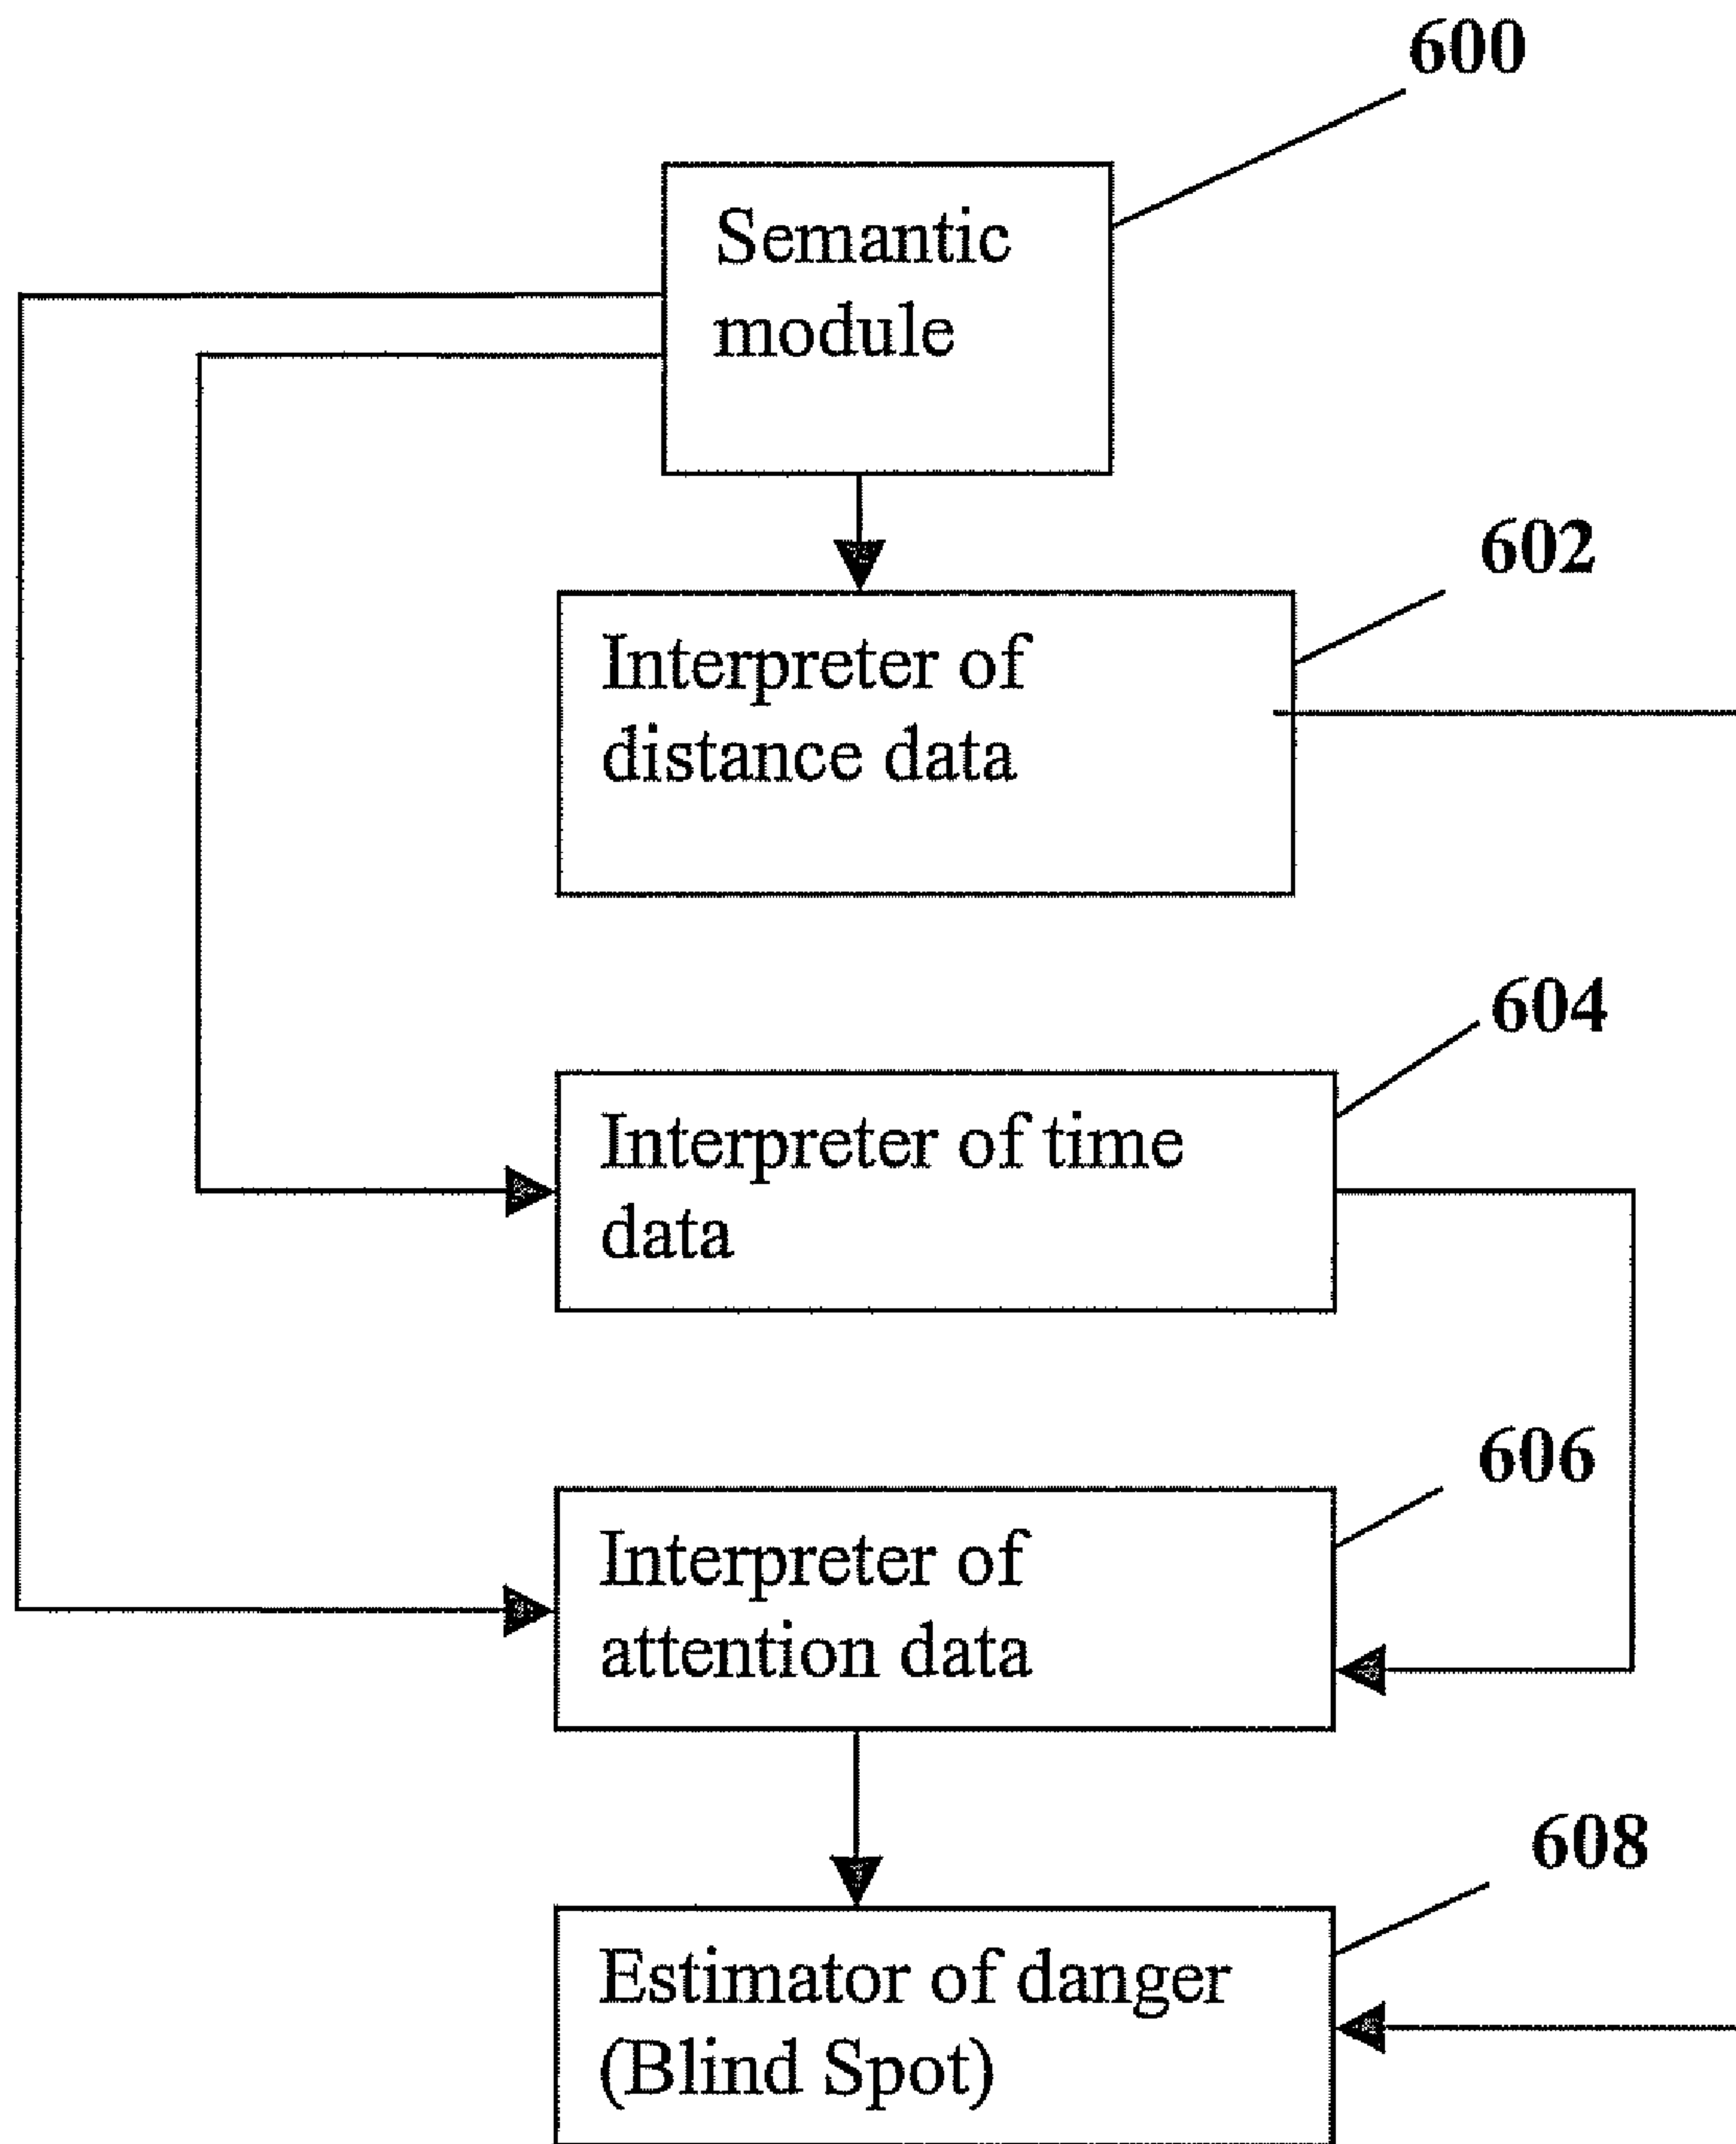 600
Semantic
module
602
Interpreter of
distance data
604
Interpreter of time
data
606
Interpreter of
attention data
608
Estimator of danger
(Blind Spot)